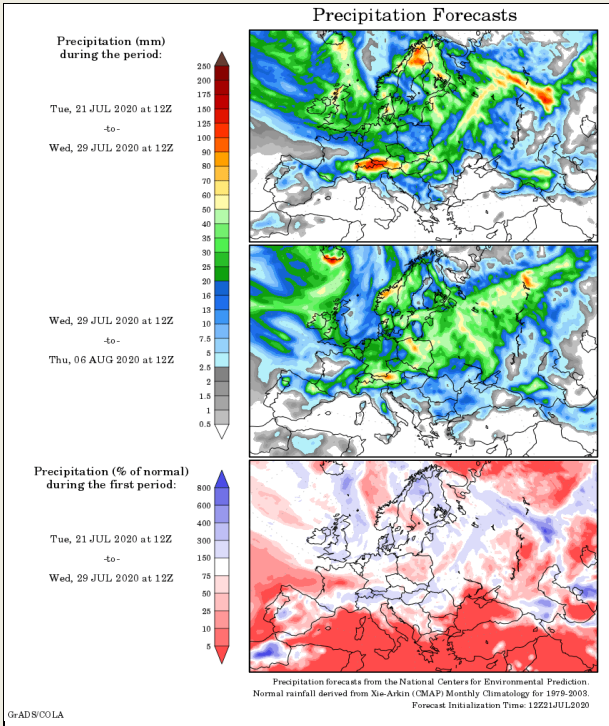 Precipitation Forecasts
Precipitation (mm)
during the period:
Tue, 21 JUL 2020 at 12Z
-to-
Wed, 29 JUL 2020 at 12Z
250
200
175
150
125
100
90
80
70
60
50
40
35
30
25
20
16
13
10
7.5
5
2.5
2
1.5
1
0.5
Wed, 29 JUL 2020 at 12Z
-to-
Thu, 06 AUG 2020 at 12Z
Precipitation (% of normal)
during the first period:
Tue, 21 JUL 2020 at 12Z
-to-
Wed, 29 JUL 2020 at 12Z
800
600
400
300
150
75
50
25
10
5
Precipitation forecasts from the National Centers for Environmental Prediction.
Normal rainfall derived from Xie-Arkin (CMAP) Monthly Climatology for 1979-2003.
Forecast Initialization Time: 12Z21JUL2020
GrADS/COLA